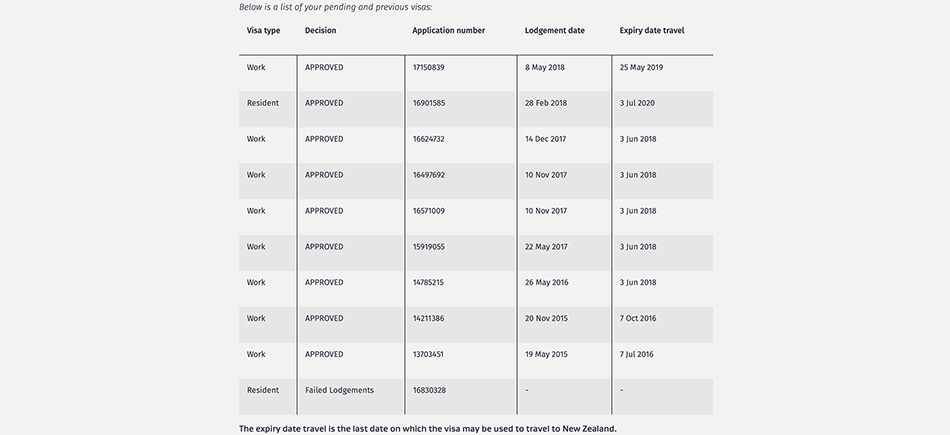 Below is a list of your pending and previous visas:
Visa type Decision Application number Lodgement date Expiry date travel
Work APPROVED 17150839 8 May 2018 25 May 2019
Resident APPROVED 16901585 28 Feb 2018 3 Jul 2020
Work APPROVED 16624732 14 Dec 2017 3 Jun 2018
Work APPROVED 16497692 10 Nov 2017 3 Jun 2018
Work APPROVED 16571009 10 Nov 2017 3 Jun 2018
Work APPROVED 15919055 22 May 2017 3 Jun 2018
Work APPROVED 14785215 26 May 2016 3 Jun 2018
Work APPROVED 14211386 20 Nov 2015 7 Oct 2016
Work APPROVED 13703451 19 May 2015 7 Jul 2016
Resident Failed Lodgements 16830328 - -
The expiry date travel is the last date on which the visa may be used to travel to New Zealand.